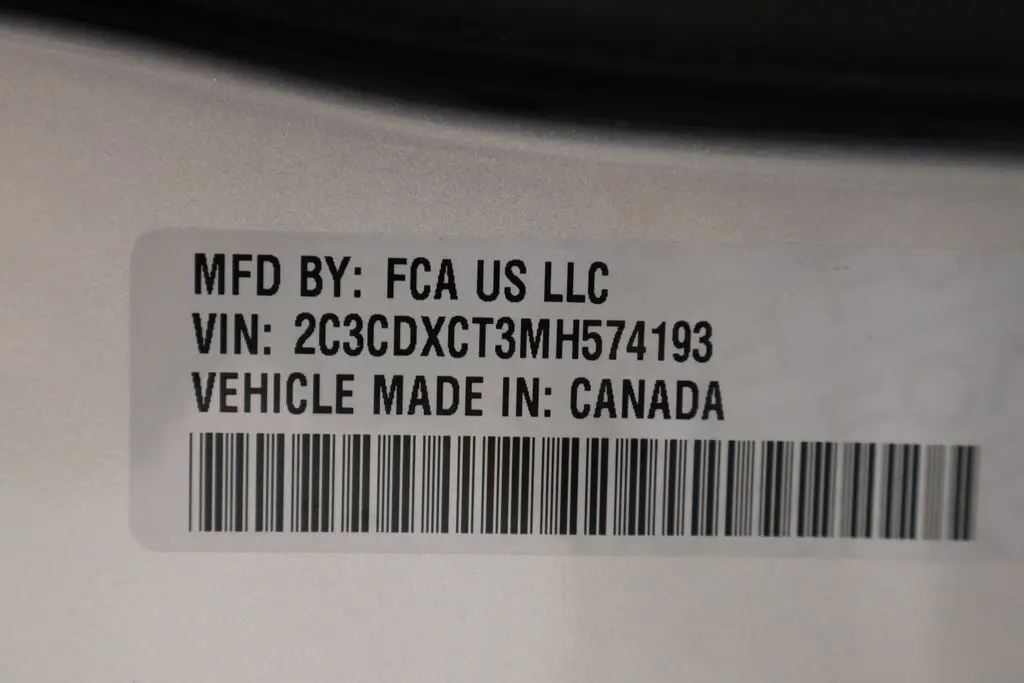 MFD BY: FCA US LLC
VIN: 2C3CDXCT3MH574193
VEHICLE MADE IN: CANADA